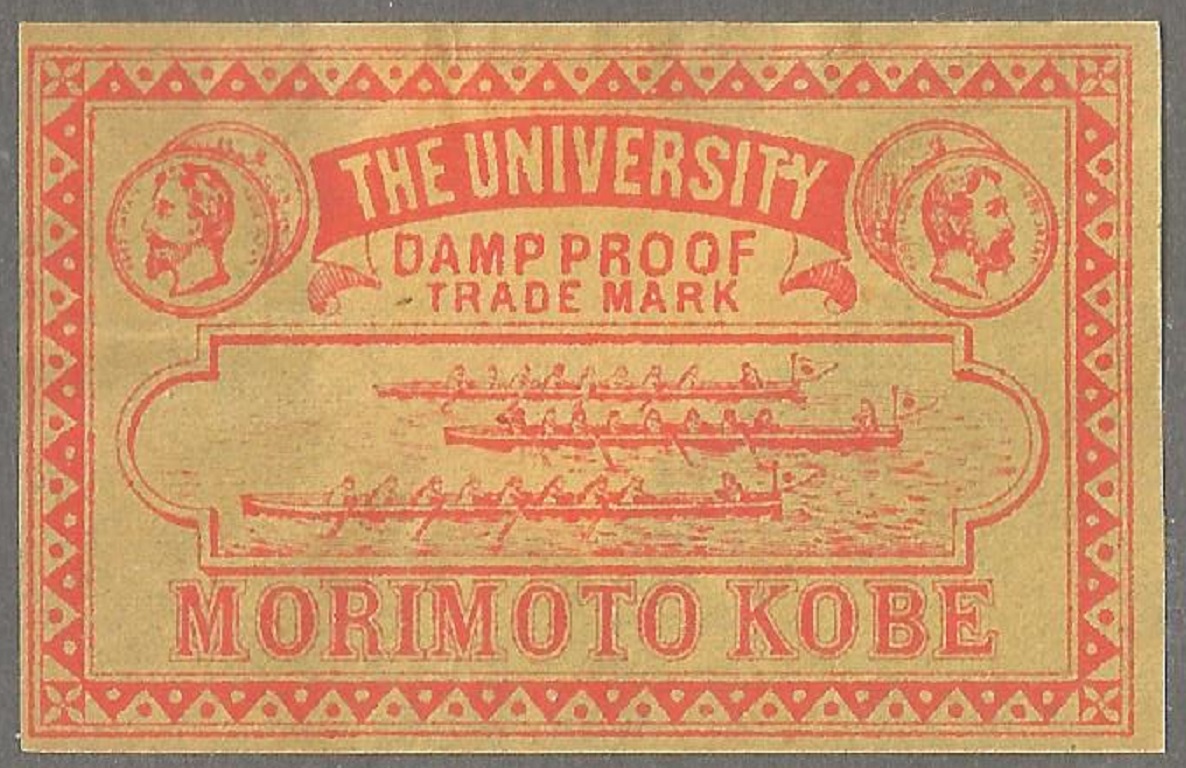 THE UNIVERSITY
DAMP PROOF
TRADE MARK
MORIMOTO KOBE